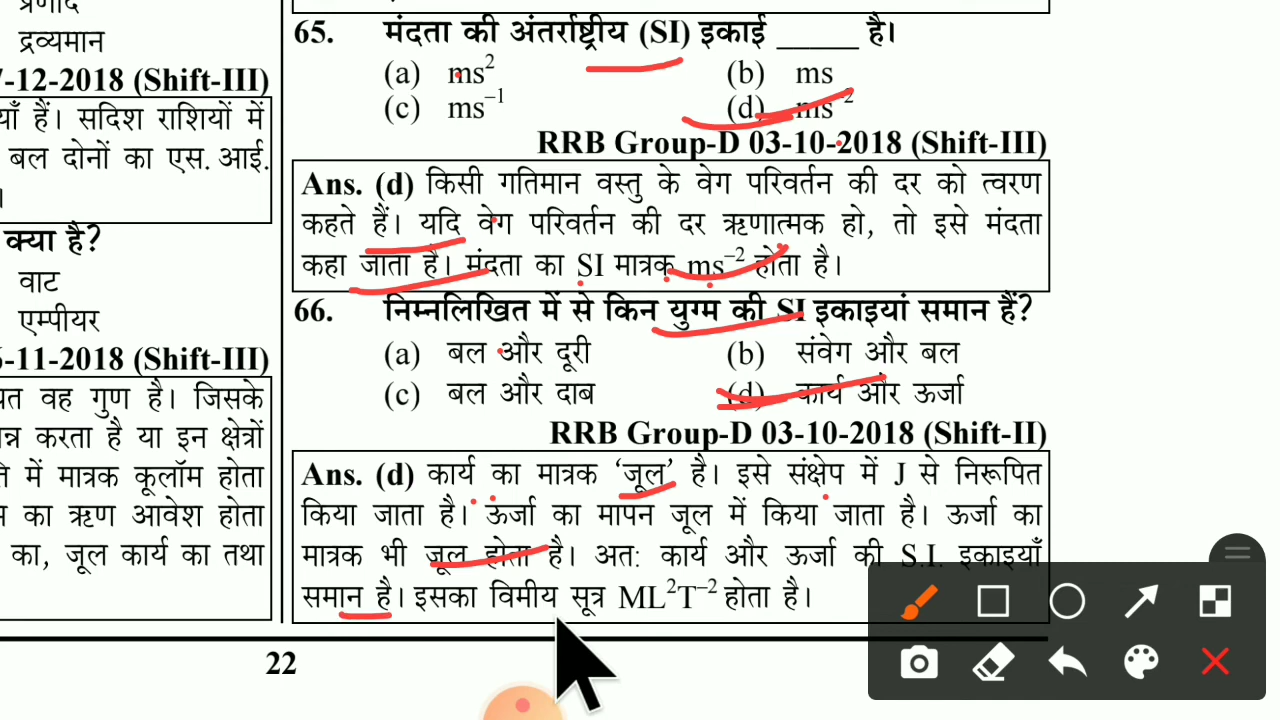 प्रणोद
द्रव्यमान
7-12-2018 (Shift-III)
याँ हैं। सदिश राशियों में
बल दोनों का एस. आई.
।
क्या है?
वाट
एम्पीयर
6-11-2018 (Shift-III)
यत वह गुण है। जिसके
न्न करता है या इन क्षेत्रों
ति में मात्रक कूलॉम होता
स का ऋण आवेश होता
का, जूल कार्य का तथा
65. मंदता की अंतर्राष्ट्रीय (SI) इकाई _____ है।
(a) ms² (b) ms
(c) ms⁻¹ (d) ms⁻²
RRB Group-D 03-10-2018 (Shift-III)
Ans. (d) किसी गतिमान वस्तु के वेग परिवर्तन की दर को त्वरण
कहते हैं। यदि वेग परिवर्तन की दर ऋणात्मक हो, तो इसे मंदता
कहा जाता है। मंदता का SI मात्रक ms⁻² होता है।
66. निम्नलिखित में से किन युग्म की SI इकाइयां समान हैं?
(a) बल और दूरी (b) संवेग और बल
(c) बल और दाब (d) कार्य और ऊर्जा
RRB Group-D 03-10-2018 (Shift-II)
Ans. (d) कार्य का मात्रक ‘जूल’ है। इसे संक्षेप में J से निरूपित
किया जाता है। ऊर्जा का मापन जूल में किया जाता है। ऊर्जा का
मात्रक भी जूल होता है। अत: कार्य और ऊर्जा की S.I. इकाइयाँ
समान है। इसका विमीय सूत्र ML²T⁻² होता है।
22